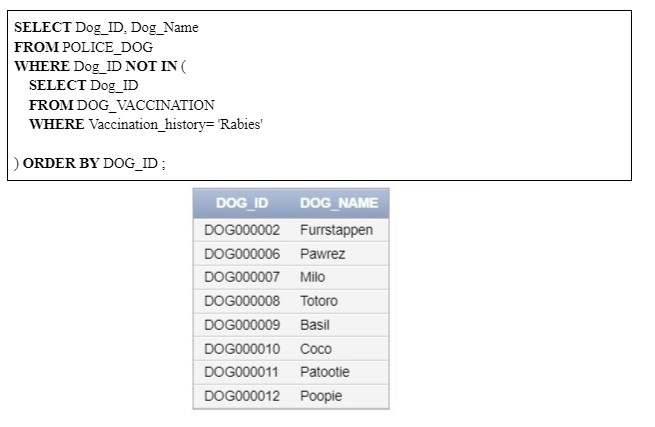 SELECT Dog_ID, Dog_Name
FROM POLICE_DOG
WHERE Dog_ID NOT IN (
SELECT Dog_ID
FROM DOG_VACCINATION
WHERE Vaccination_history= 'Rabies'
) ORDER BY DOG_ID ;
DOG_ID DOG_NAME
DOG000002 Furrstappen
DOG000006 Pawrez
DOG000007 Milo
DOG000008 Totoro
DOG000009 Basil
DOG000010 Coco
DOG000011 Patootie
DOG000012 Poopie